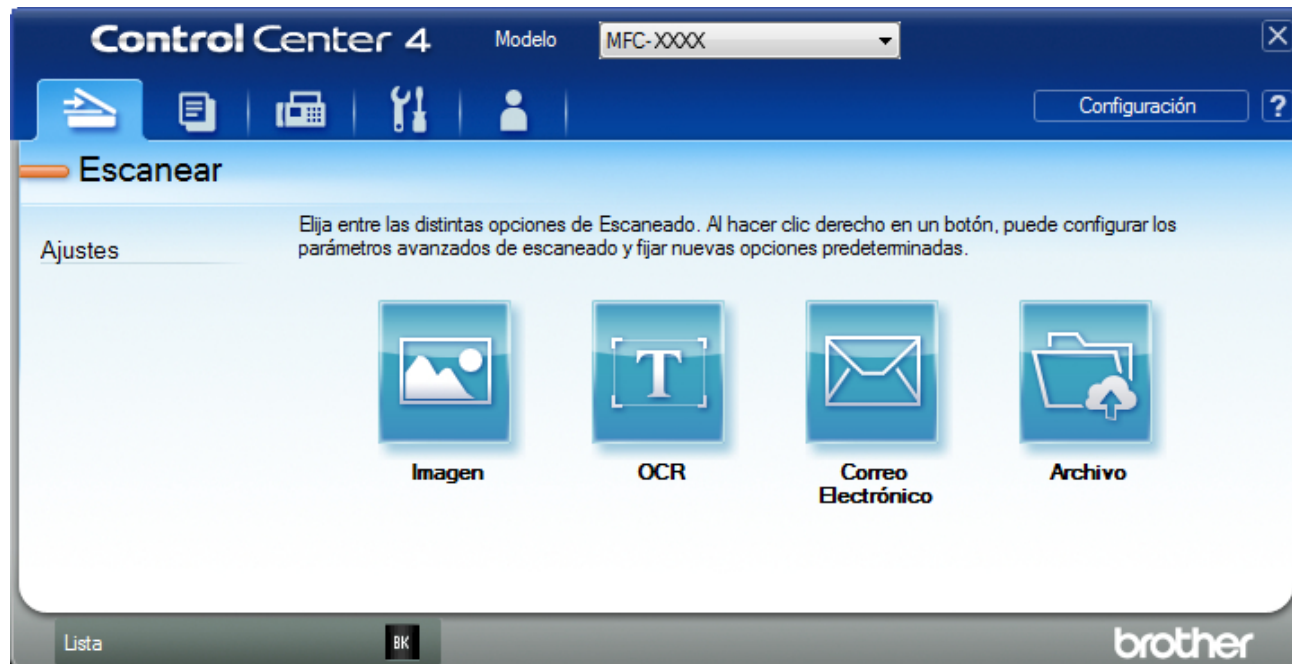 Control Center 4
Modelo
MFC-XXXX
Configuración
?
Escanear
Ajustes
Elija entre las distintas opciones de Escaneado. Al hacer clic derecho en un botón, puede configurar los
parámetros avanzados de escaneado y fijar nuevas opciones predeterminadas.
T
Imagen
OCR
Correo
Electrónico
Archivo
Lista
BK
brother